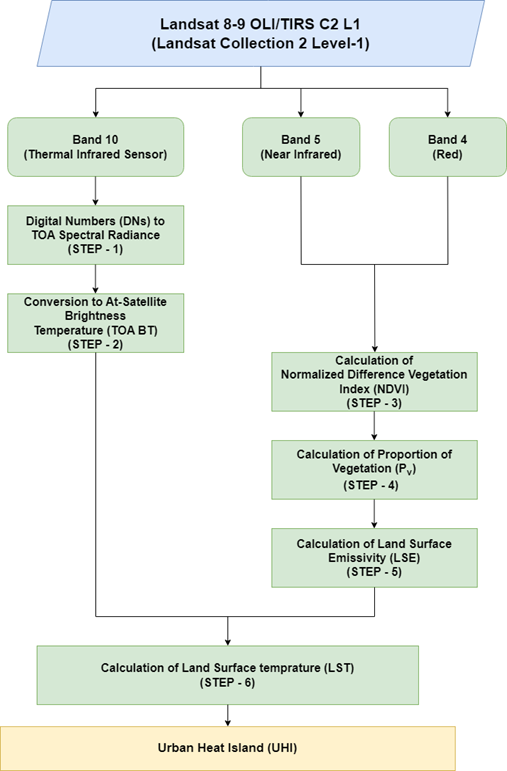 Landsat 8-9 OLI/TIRS C2 L1
(Landsat Collection 2 Level-1)
Band 10
(Thermal Infrared Sensor)
Band 5
(Near Infrared)
Band 4
(Red)
Digital Numbers (DNs) to
TOA Spectral Radiance
(STEP - 1)
Conversion to At-Satellite
Brightness
Temperature (TOA BT)
(STEP - 2)
Calculation of
Normalized Difference Vegetation
Index (NDVI)
(STEP - 3)
Calculation of Proportion of
Vegetation (Pv)
(STEP - 4)
Calculation of Land Surface
Emissivity (LSE)
(STEP - 5)
Calculation of Land Surface temprature (LST)
(STEP - 6)
Urban Heat Island (UHI)